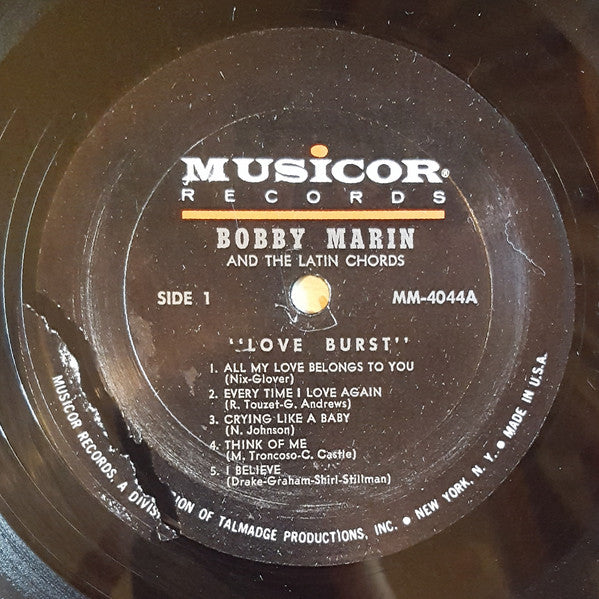 MUSICOR®
RECORDS
BOBBY MARIN
AND THE LATIN CHORDS
SIDE 1
MM-4044A
"LOVE BURST"
1. ALL MY LOVE BELONGS TO YOU
(Nix-Glover)
2. EVERY TIME I LOVE AGAIN
(R. Touzet-G. Andrews)
3. CRYING LIKE A BABY
(N. Johnson)
4. THINK OF ME
(M. Troncoso-C. Castle)
5. I BELIEVE
(Drake-Graham-Shirl-Stillman)
MUSICOR RECORDS, A DIVIS ION OF TALMADGE PRODUCTIONS, INC. ● NEW YORK, N. Y. ● MADE IN U.S.A.